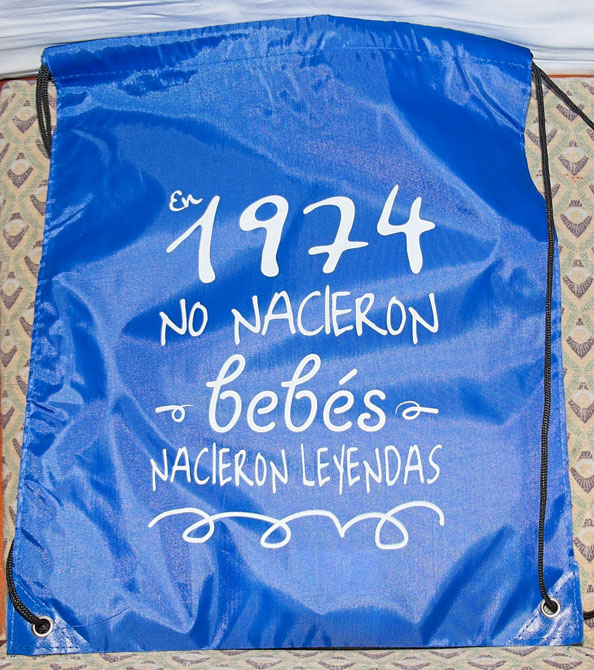 En 1974
NO NACIERON
bebés
NACIERON LEYENDAS